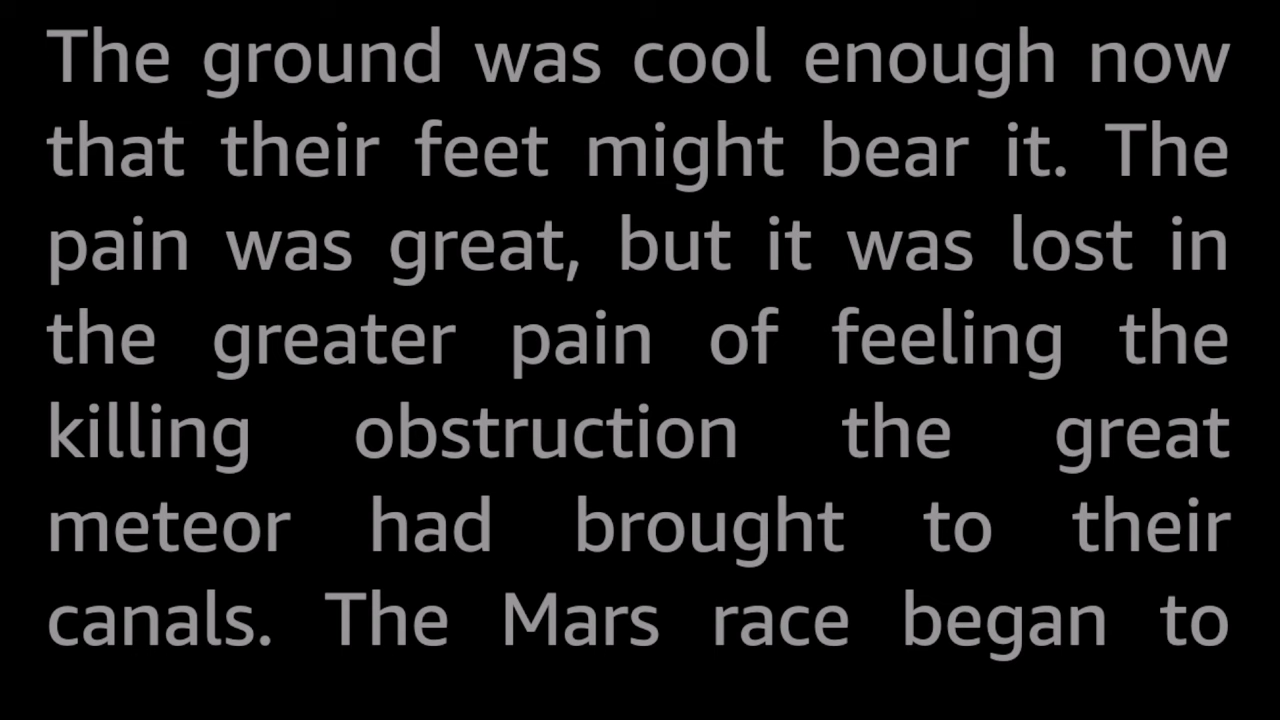 The ground was cool enough now
that their feet might bear it. The
pain was great, but it was lost in
the greater pain of feeling the
killing obstruction the great
meteor had brought to their
canals. The Mars race began to